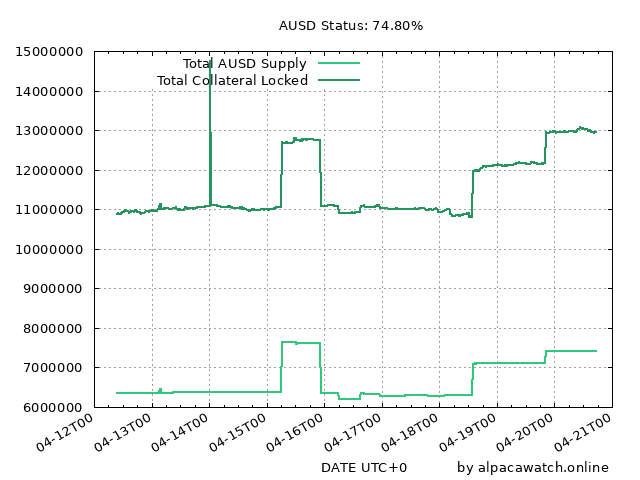 AUSD Status: 74.80%
15000000
Total AUSD Supply
Total Collateral Locked
14000000
13000000
12000000
11000000
10000000
9000000
8000000
7000000
6000000
04-12T00 04-13T00 04-14T00 04-15T00 04-16T00 04-17T00 04-18T00 04-19T00 04-20T00 04-21T00
DATE UTC+0 by alpacawatch.online